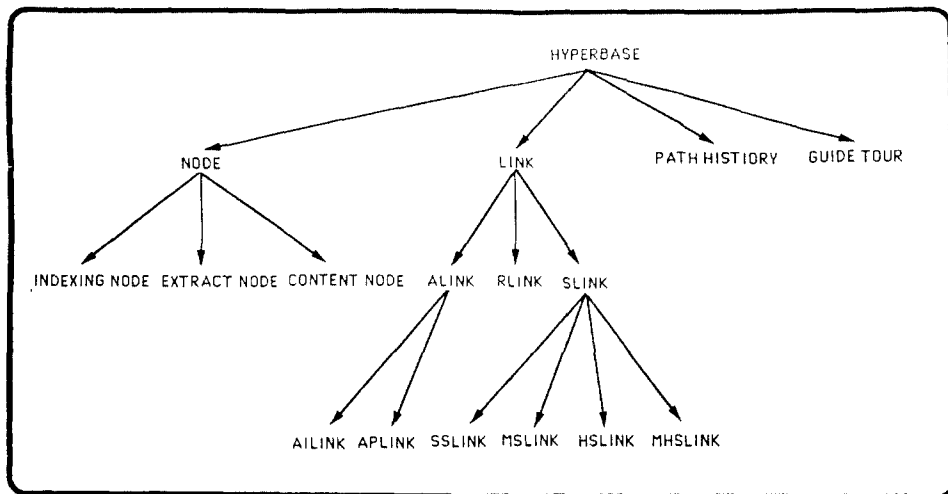 HYPERBASE
NODE LINK PATH HISTIORY GUIDE TOUR
INDEXING NODE EXTRACT NODE CONTENT NODE ALINK RLINK SLINK
AILINK APLINK SSLINK MSLINK HSLINK MHSLINK